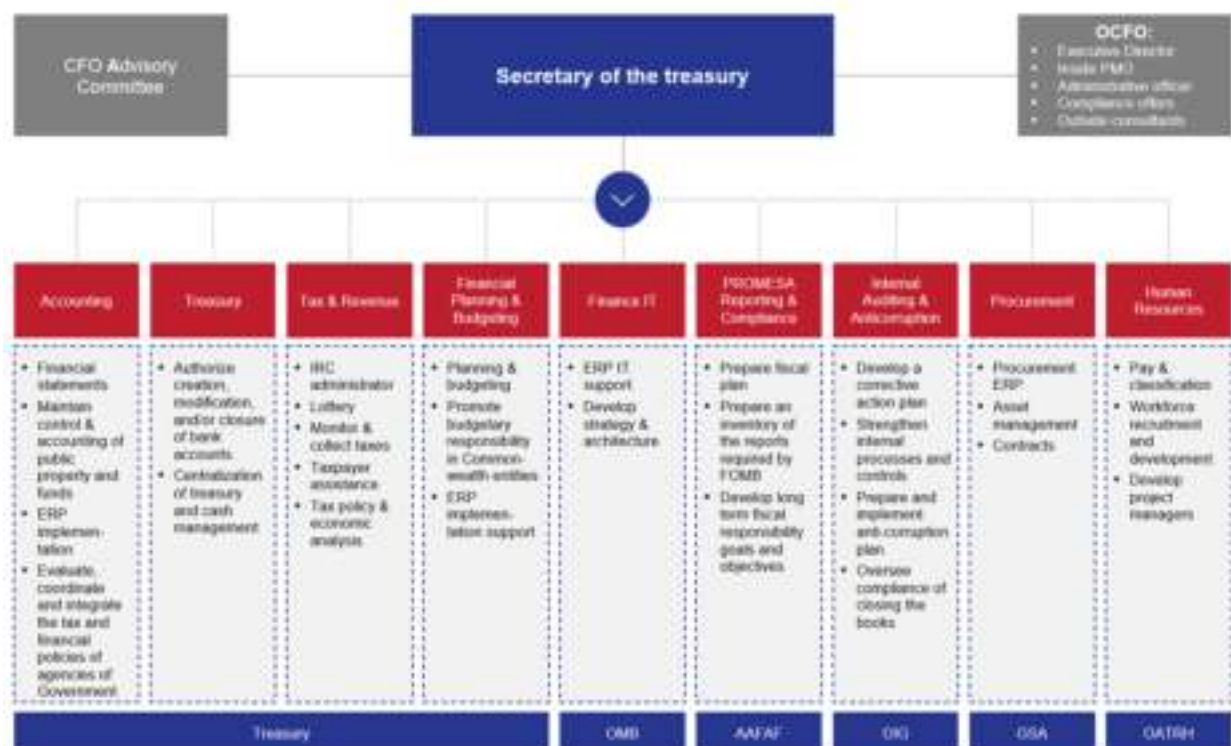 CFO Advisory
Committee
Secretary of the treasury
OCFO:
• Executive Director
• Inside PMO
• Administrative officer
• Compliance offers
• Outside consultants
Accounting
Treasury
Tax & Revenue
Financial
Planning &
Budgeting
Finance IT
PROMESA
Reporting &
Compliance
Internal
Auditing &
Anticorruption
Procurement
Human
Resources
• Financial
statements
• Maintain
control &
accounting of
public
property and
funds
• ERP
implemen-
tation
• Evaluate,
coordinate
and integrate
the tax and
financial
policies of
agencies of
Government
• Authorize
creation,
modification,
and/or closure
of bank
accounts
• Centralization
of treasury
and cash
management
• IRC
administrator
• Lottery
• Monitor &
collect taxes
• Taxpayer
assistance
• Tax policy &
economic
analysis
• Planning &
budgeting
• Promote
budgetary
responsibility
in Common-
wealth entities
• ERP
implemen-
tation support
• ERP IT
support
• Develop
strategy &
architecture
• Prepare fiscal
plan
• Prepare an
inventory of
the reports
required by
FOMB
• Develop long
term fiscal
responsibility
goals and
objectives
• Develop a
corrective
action plan
• Strengthen
internal
processes and
controls
• Prepare and
implement
anti-corruption
plan
• Oversee
compliance of
closing the
books
• Procurement
ERP
• Asset
management
• Contracts
• Pay &
classification
• Workforce
recruitment
and
development
• Develop
project
managers
Treasury
OMB
AAFAF
OIG
GSA
OATRH